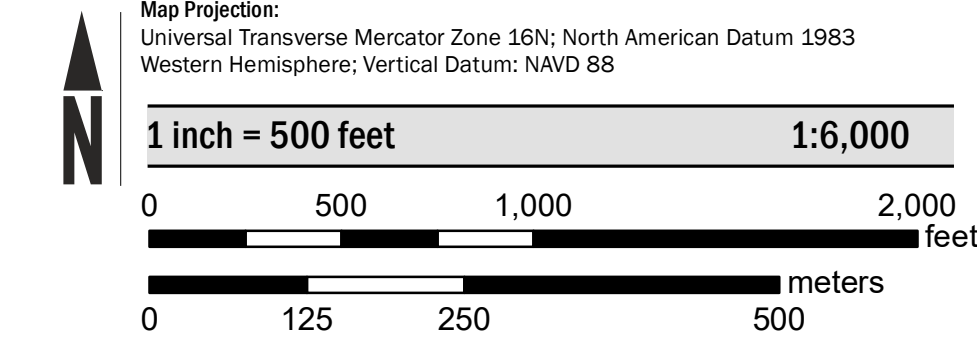 Map Projection:
Universal Transverse Mercator Zone 16N; North American Datum 1983
Western Hemisphere; Vertical Datum: NAVD 88
N
1 inch = 500 feet 1:6,000
0 500 1,000 2,000
feet
meters
0 125 250 500